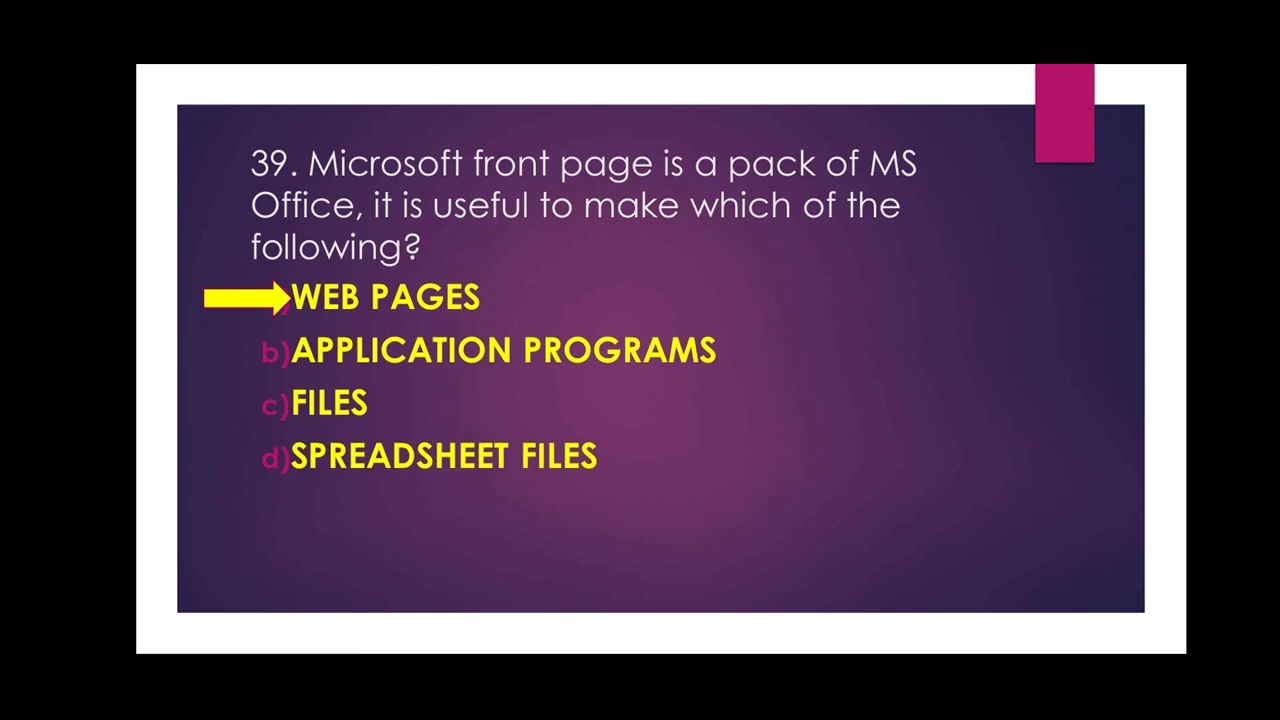 39. Microsoft front page is a pack of MS
Office, it is useful to make which of the
following?
WEB PAGES
b)APPLICATION PROGRAMS
c)FILES
d)SPREADSHEET FILES